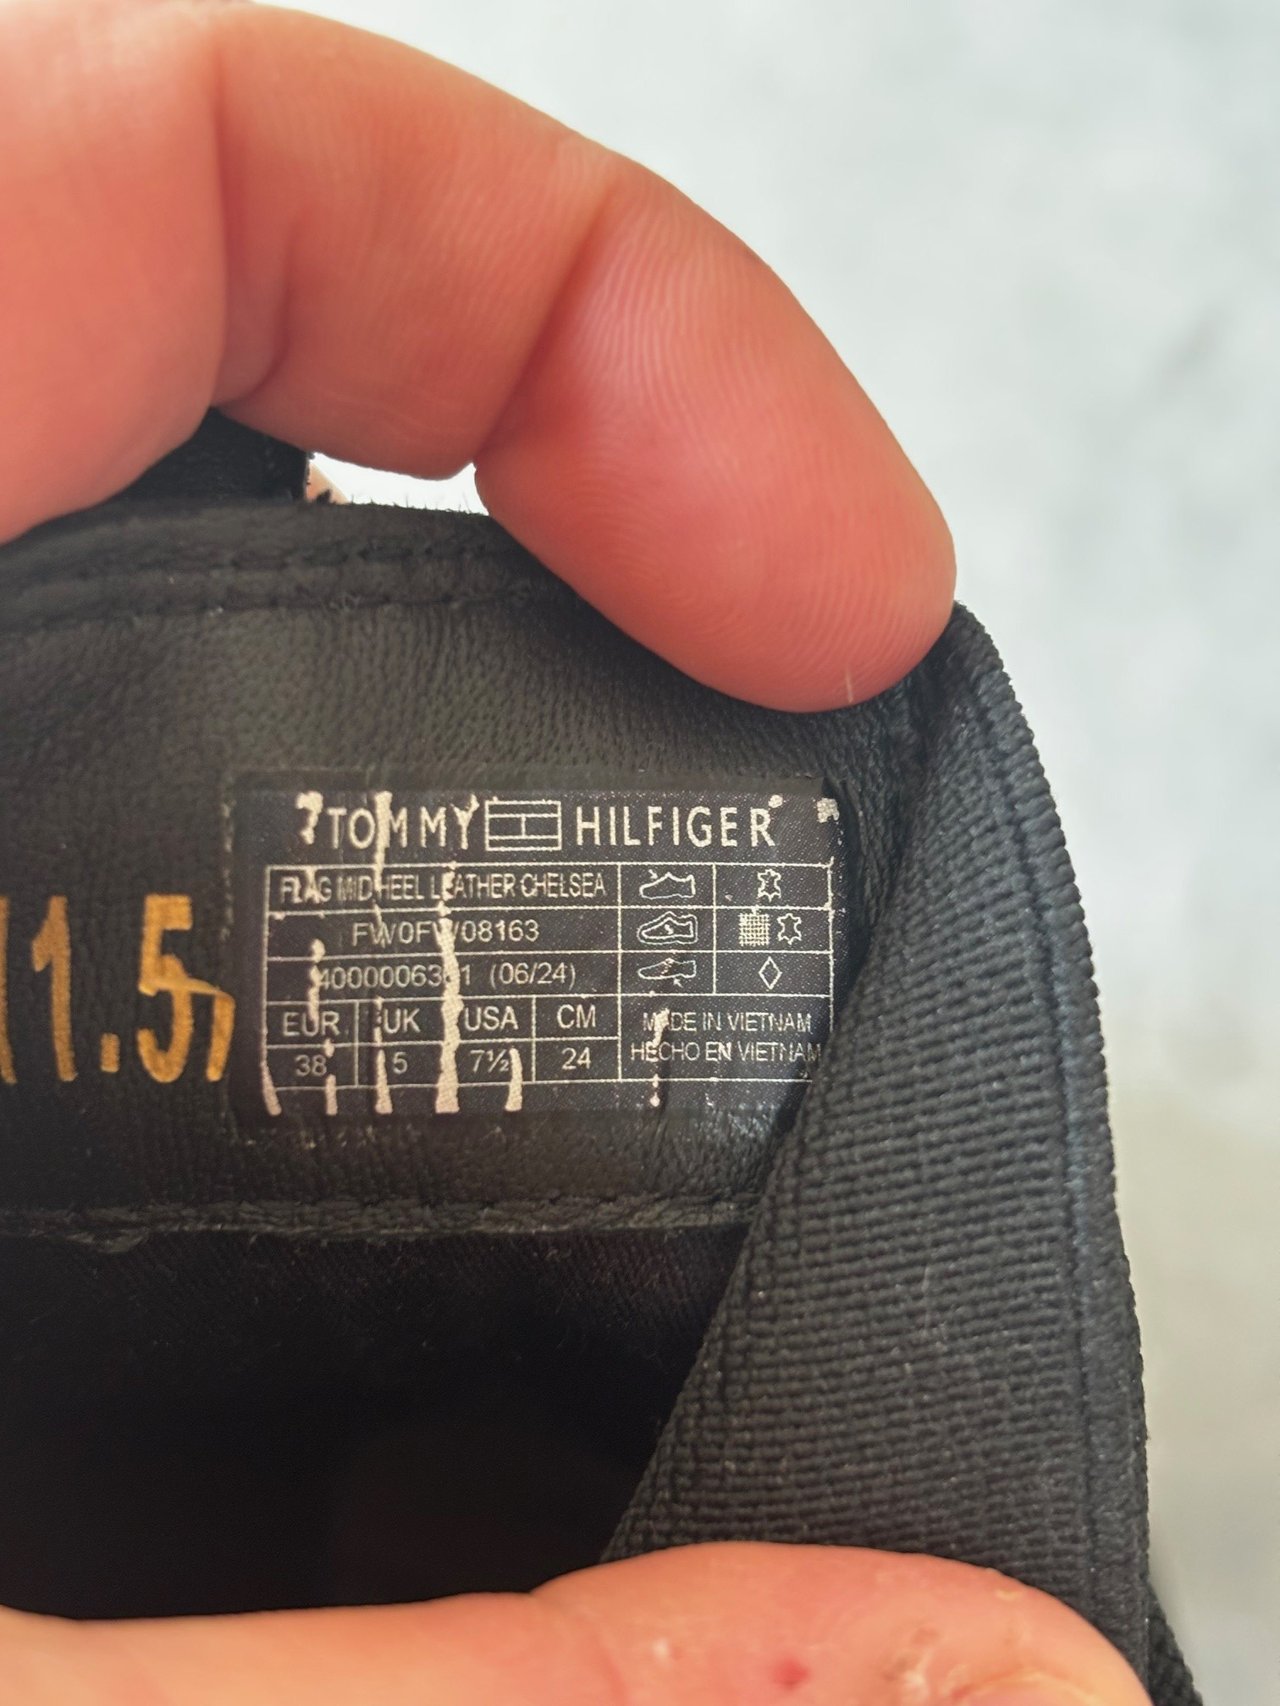 TOMMY HILFIGER
FLAG MID HEEL LEATHER CHELSEA
FW0FW08163
(06/24)
EUR UK USA CM
38 5 7½ 24
MADE IN VIETNAM
HECHO EN VIETNAM
11.5